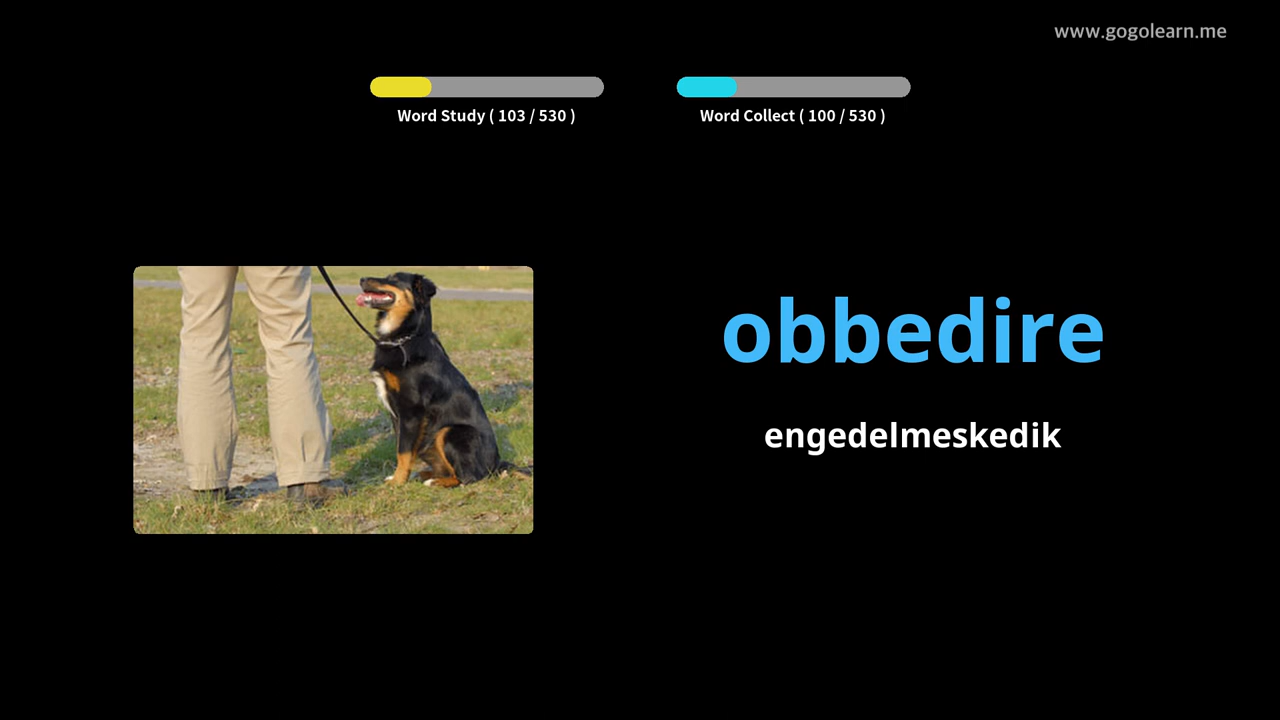 www.gogolearn.me
Word Study ( 103 / 530 )
Word Collect ( 100 / 530 )
obbedire
engedelmeskedik